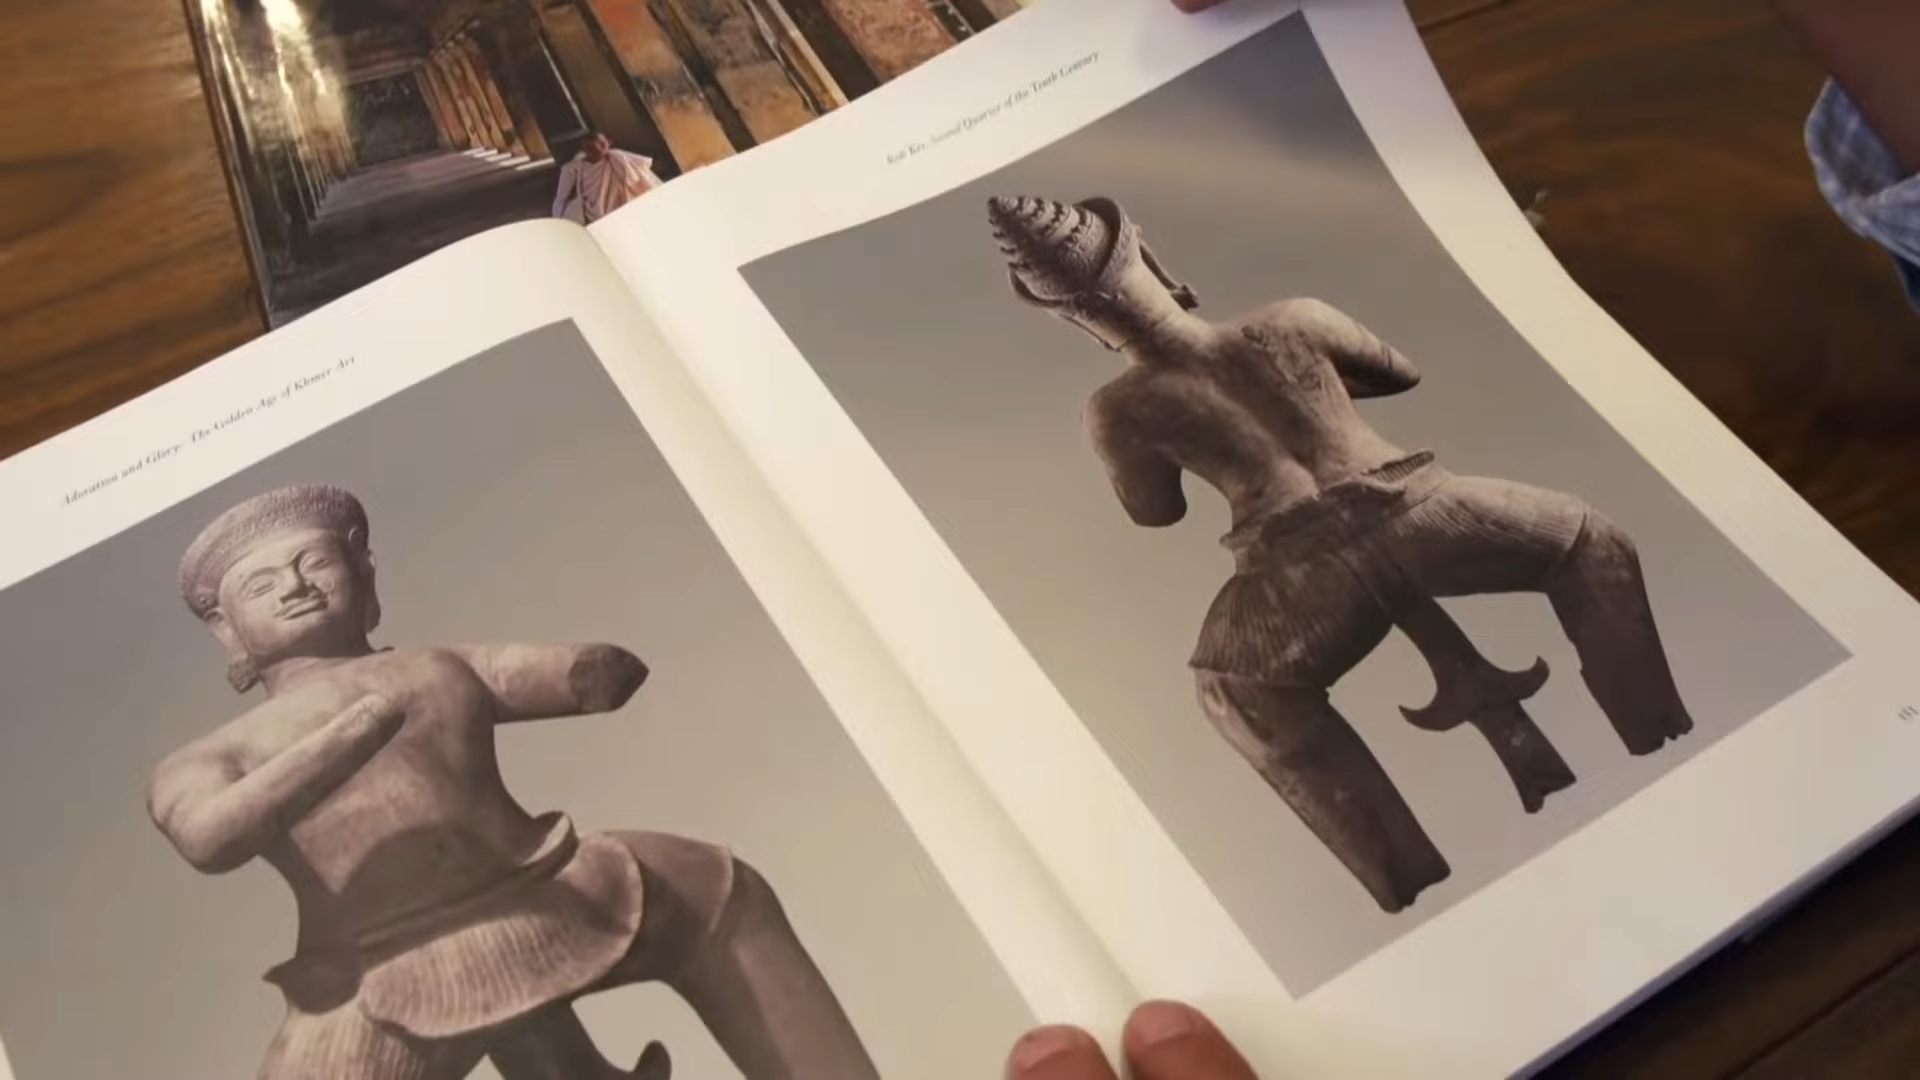 Adoration and Glory: The Golden Age of Khmer Art
Koh Ker: Second Quarter of the Tenth Century